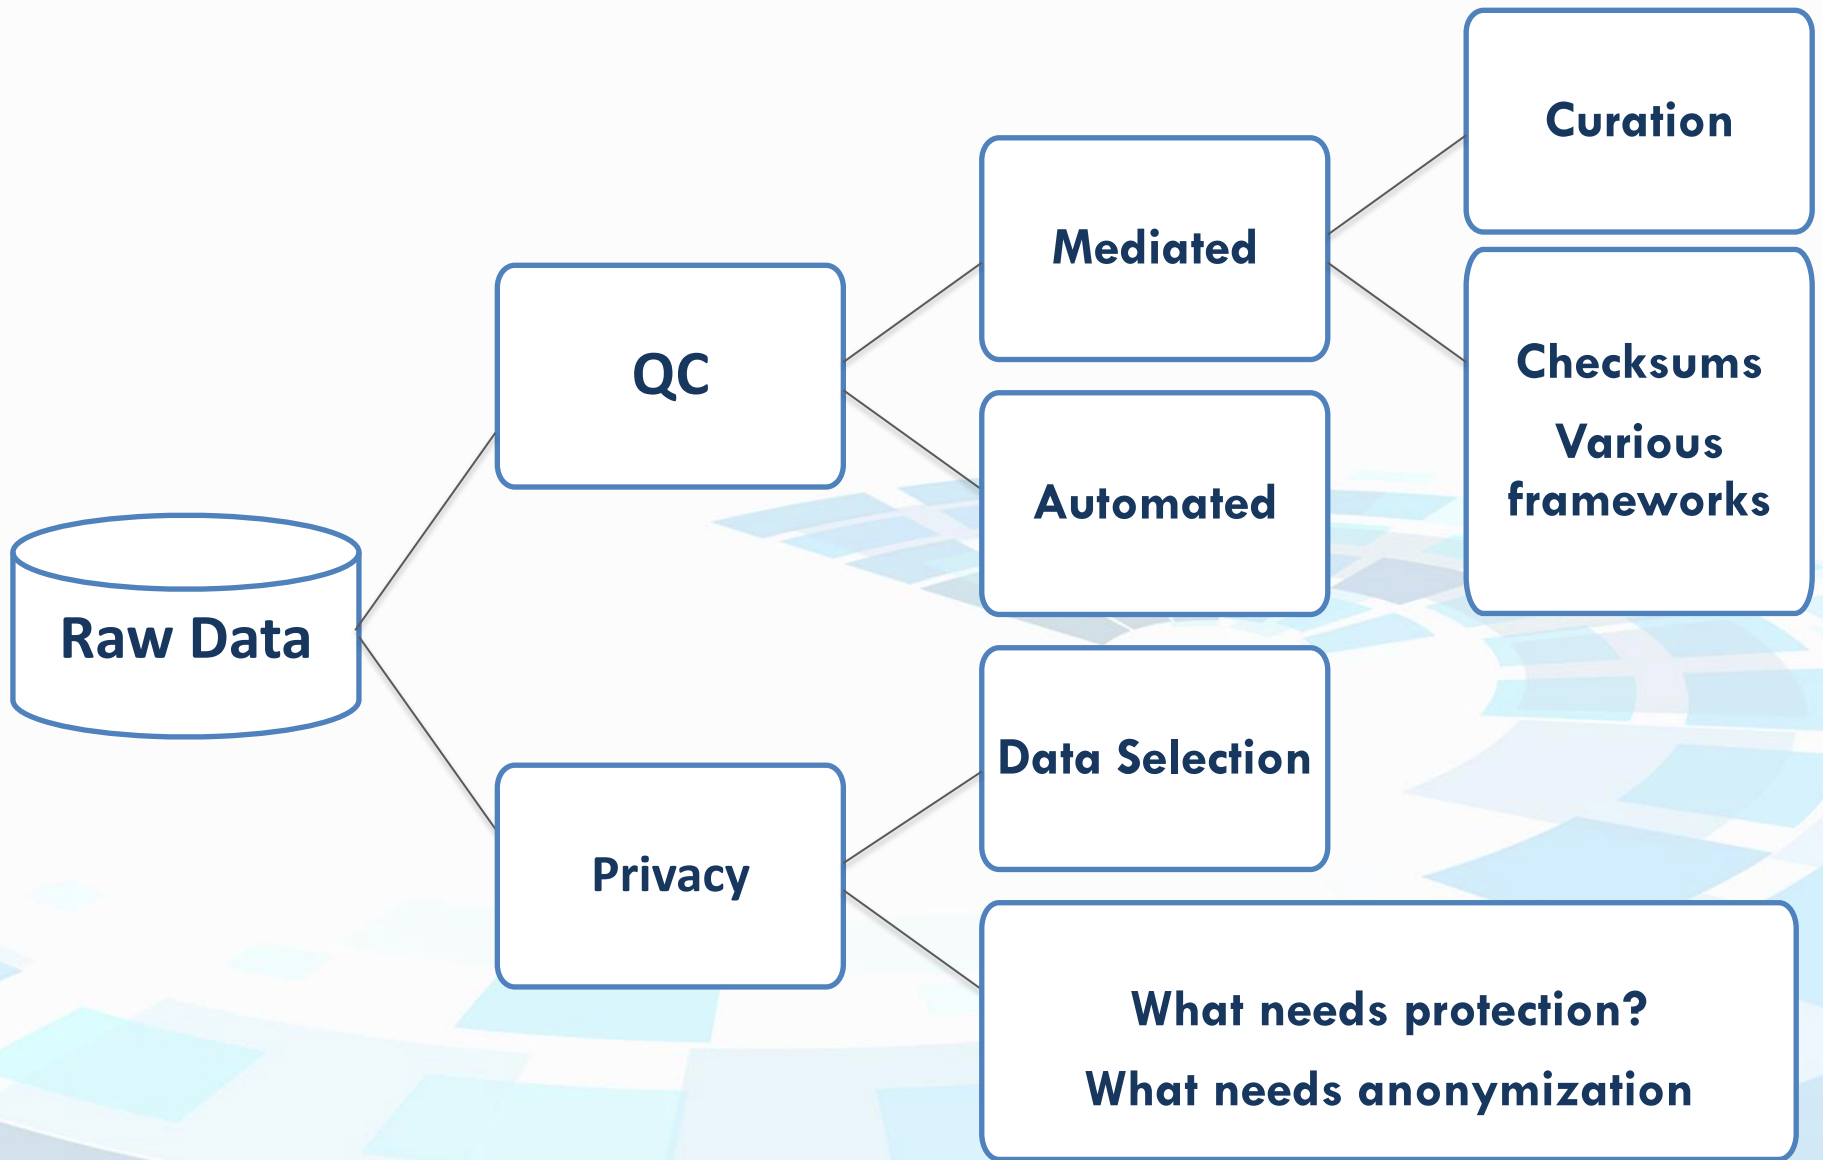 Raw Data
QC
Privacy
Mediated
Automated
Data Selection
What needs protection?
What needs anonymization
Curation
Checksums
Various
frameworks